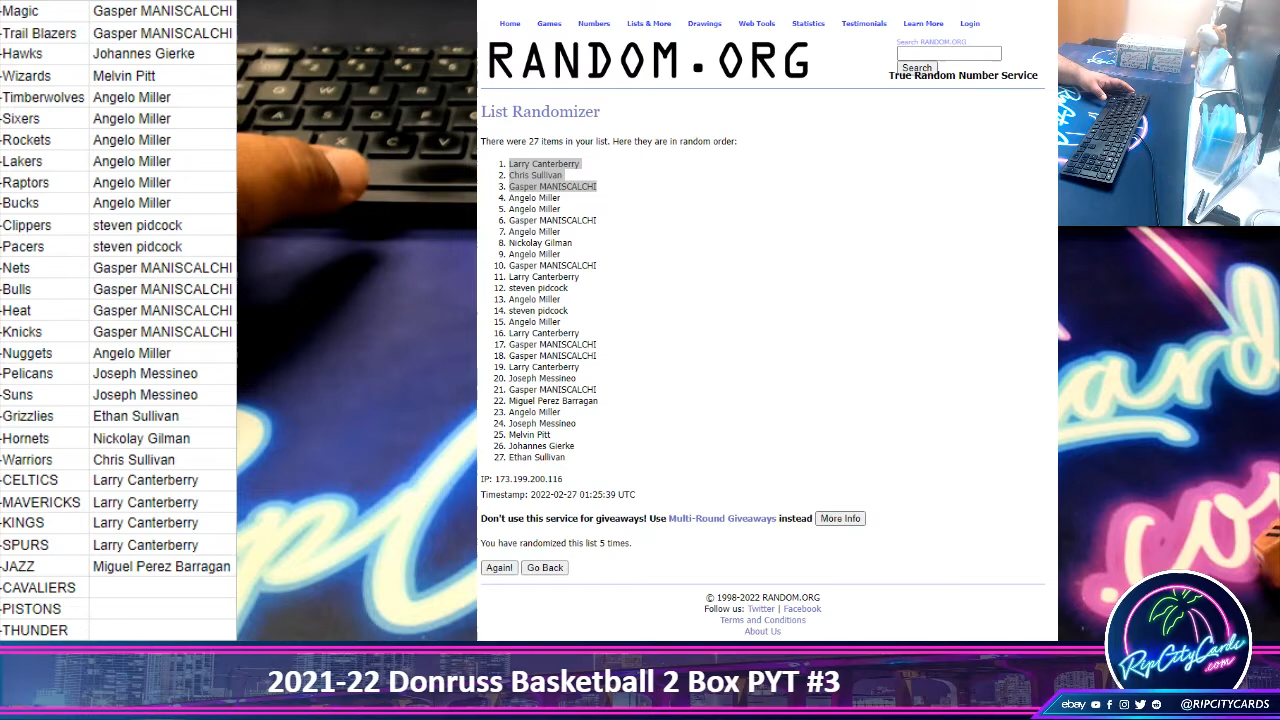 -Magic Gasper MANISCALCHI
-Trail Blazers Gasper MANISCALCHI
-Hawks Johannes Gierke
-Wizards Melvin Pitt
-Timberwolves Angelo Miller
-Sixers Angelo Miller
-Rockets Angelo Miller
-Lakers Angelo Miller
-Raptors Angelo Miller
-Bucks Angelo Miller
-Clippers steven pidcock
-Pacers steven pidcock
-Nets Gasper MANISCALCHI
-Bulls Gasper MANISCALCHI
-Heat Gasper MANISCALCHI
-Knicks Gasper MANISCALCHI
-Nuggets Angelo Miller
-Pelicans Joseph Messineo
-Suns Joseph Messineo
-Grizzlies Ethan Sullivan
-Hornets Nickolay Gilman
-Warriors Chris Sullivan
-CELTICS Larry Canterberry
-MAVERICKS Larry Canterberry
-KINGS Larry Canterberry
-SPURS Larry Canterberry
-JAZZ Miguel Perez Barragan
-CAVALIERS
-PISTONS
-THUNDER
Home Games Numbers Lists & More Drawings Web Tools Statistics Testimonials Learn More Login
RANDOM.ORG
Search RANDOM.ORG
Search
True Random Number Service
List Randomizer
There were 27 items in your list. Here they are in random order:
1. Larry Canterberry
2. Chris Sullivan
3. Gasper MANISCALCHI
4. Angelo Miller
5. Angelo Miller
6. Gasper MANISCALCHI
7. Angelo Miller
8. Nickolay Gilman
9. Angelo Miller
10. Gasper MANISCALCHI
11. Larry Canterberry
12. steven pidcock
13. Angelo Miller
14. steven pidcock
15. Angelo Miller
16. Larry Canterberry
17. Gasper MANISCALCHI
18. Gasper MANISCALCHI
19. Larry Canterberry
20. Joseph Messineo
21. Gasper MANISCALCHI
22. Miguel Perez Barragan
23. Angelo Miller
24. Joseph Messineo
25. Melvin Pitt
26. Johannes Gierke
27. Ethan Sullivan
IP: 173.199.200.116
Timestamp: 2022-02-27 01:25:39 UTC
Don't use this service for giveaways! Use Multi-Round Giveaways instead More Info
You have randomized this list 5 times.
Again! Go Back
© 1998-2022 RANDOM.ORG
Follow us: Twitter | Facebook
Terms and Conditions
About Us
2021-22 Donruss Basketball 2 Box PYT #3
RipCityCards
.com
ebay @RIPCITYCARDS